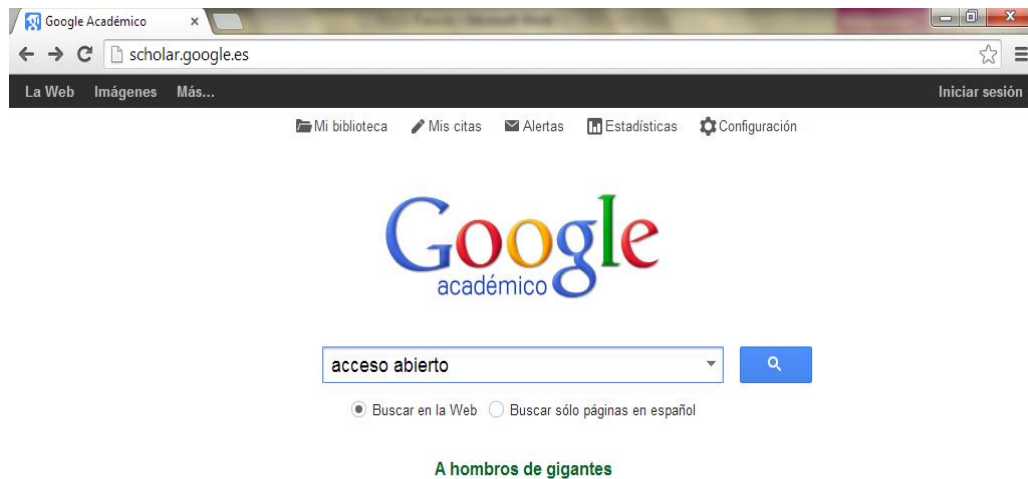 Google Académico
scholar.google.es
La Web Imágenes Más... Iniciar sesión
Mi biblioteca Mis citas Alertas Estadísticas Configuración
Google
académico
acceso abierto
Buscar en la Web Buscar sólo páginas en español
A hombros de gigantes